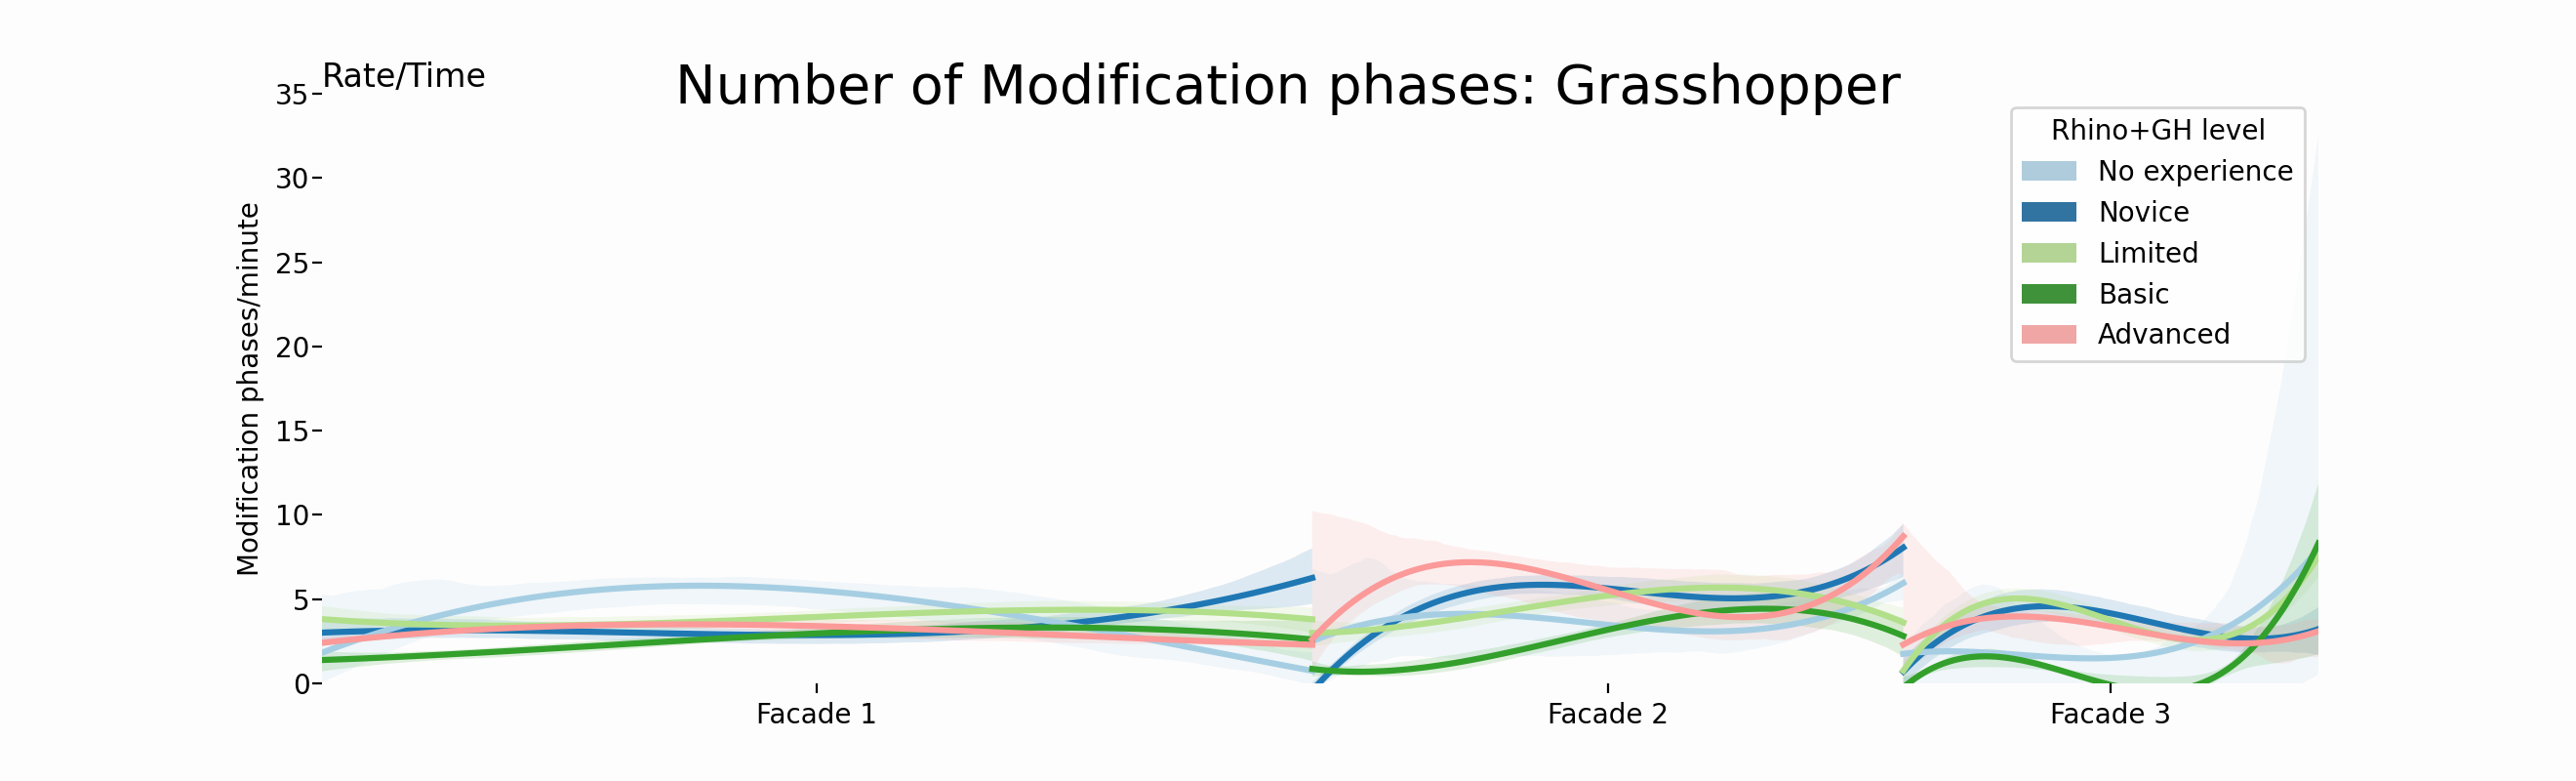 Number of Modification phases: Grasshopper
Rate/Time
Modification phases/minute
35
30
25
20
15
10
5
0
Facade 1
Facade 2
Facade 3
Rhino+GH level
No experience
Novice
Limited
Basic
Advanced